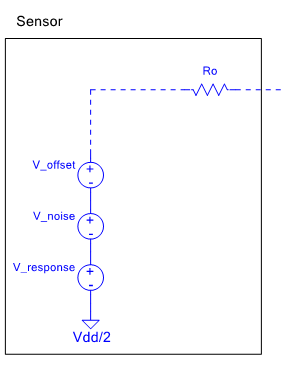 Sensor
Ro
V_offset
+
-
V_noise
+
-
V_response
+
-
Vdd/2